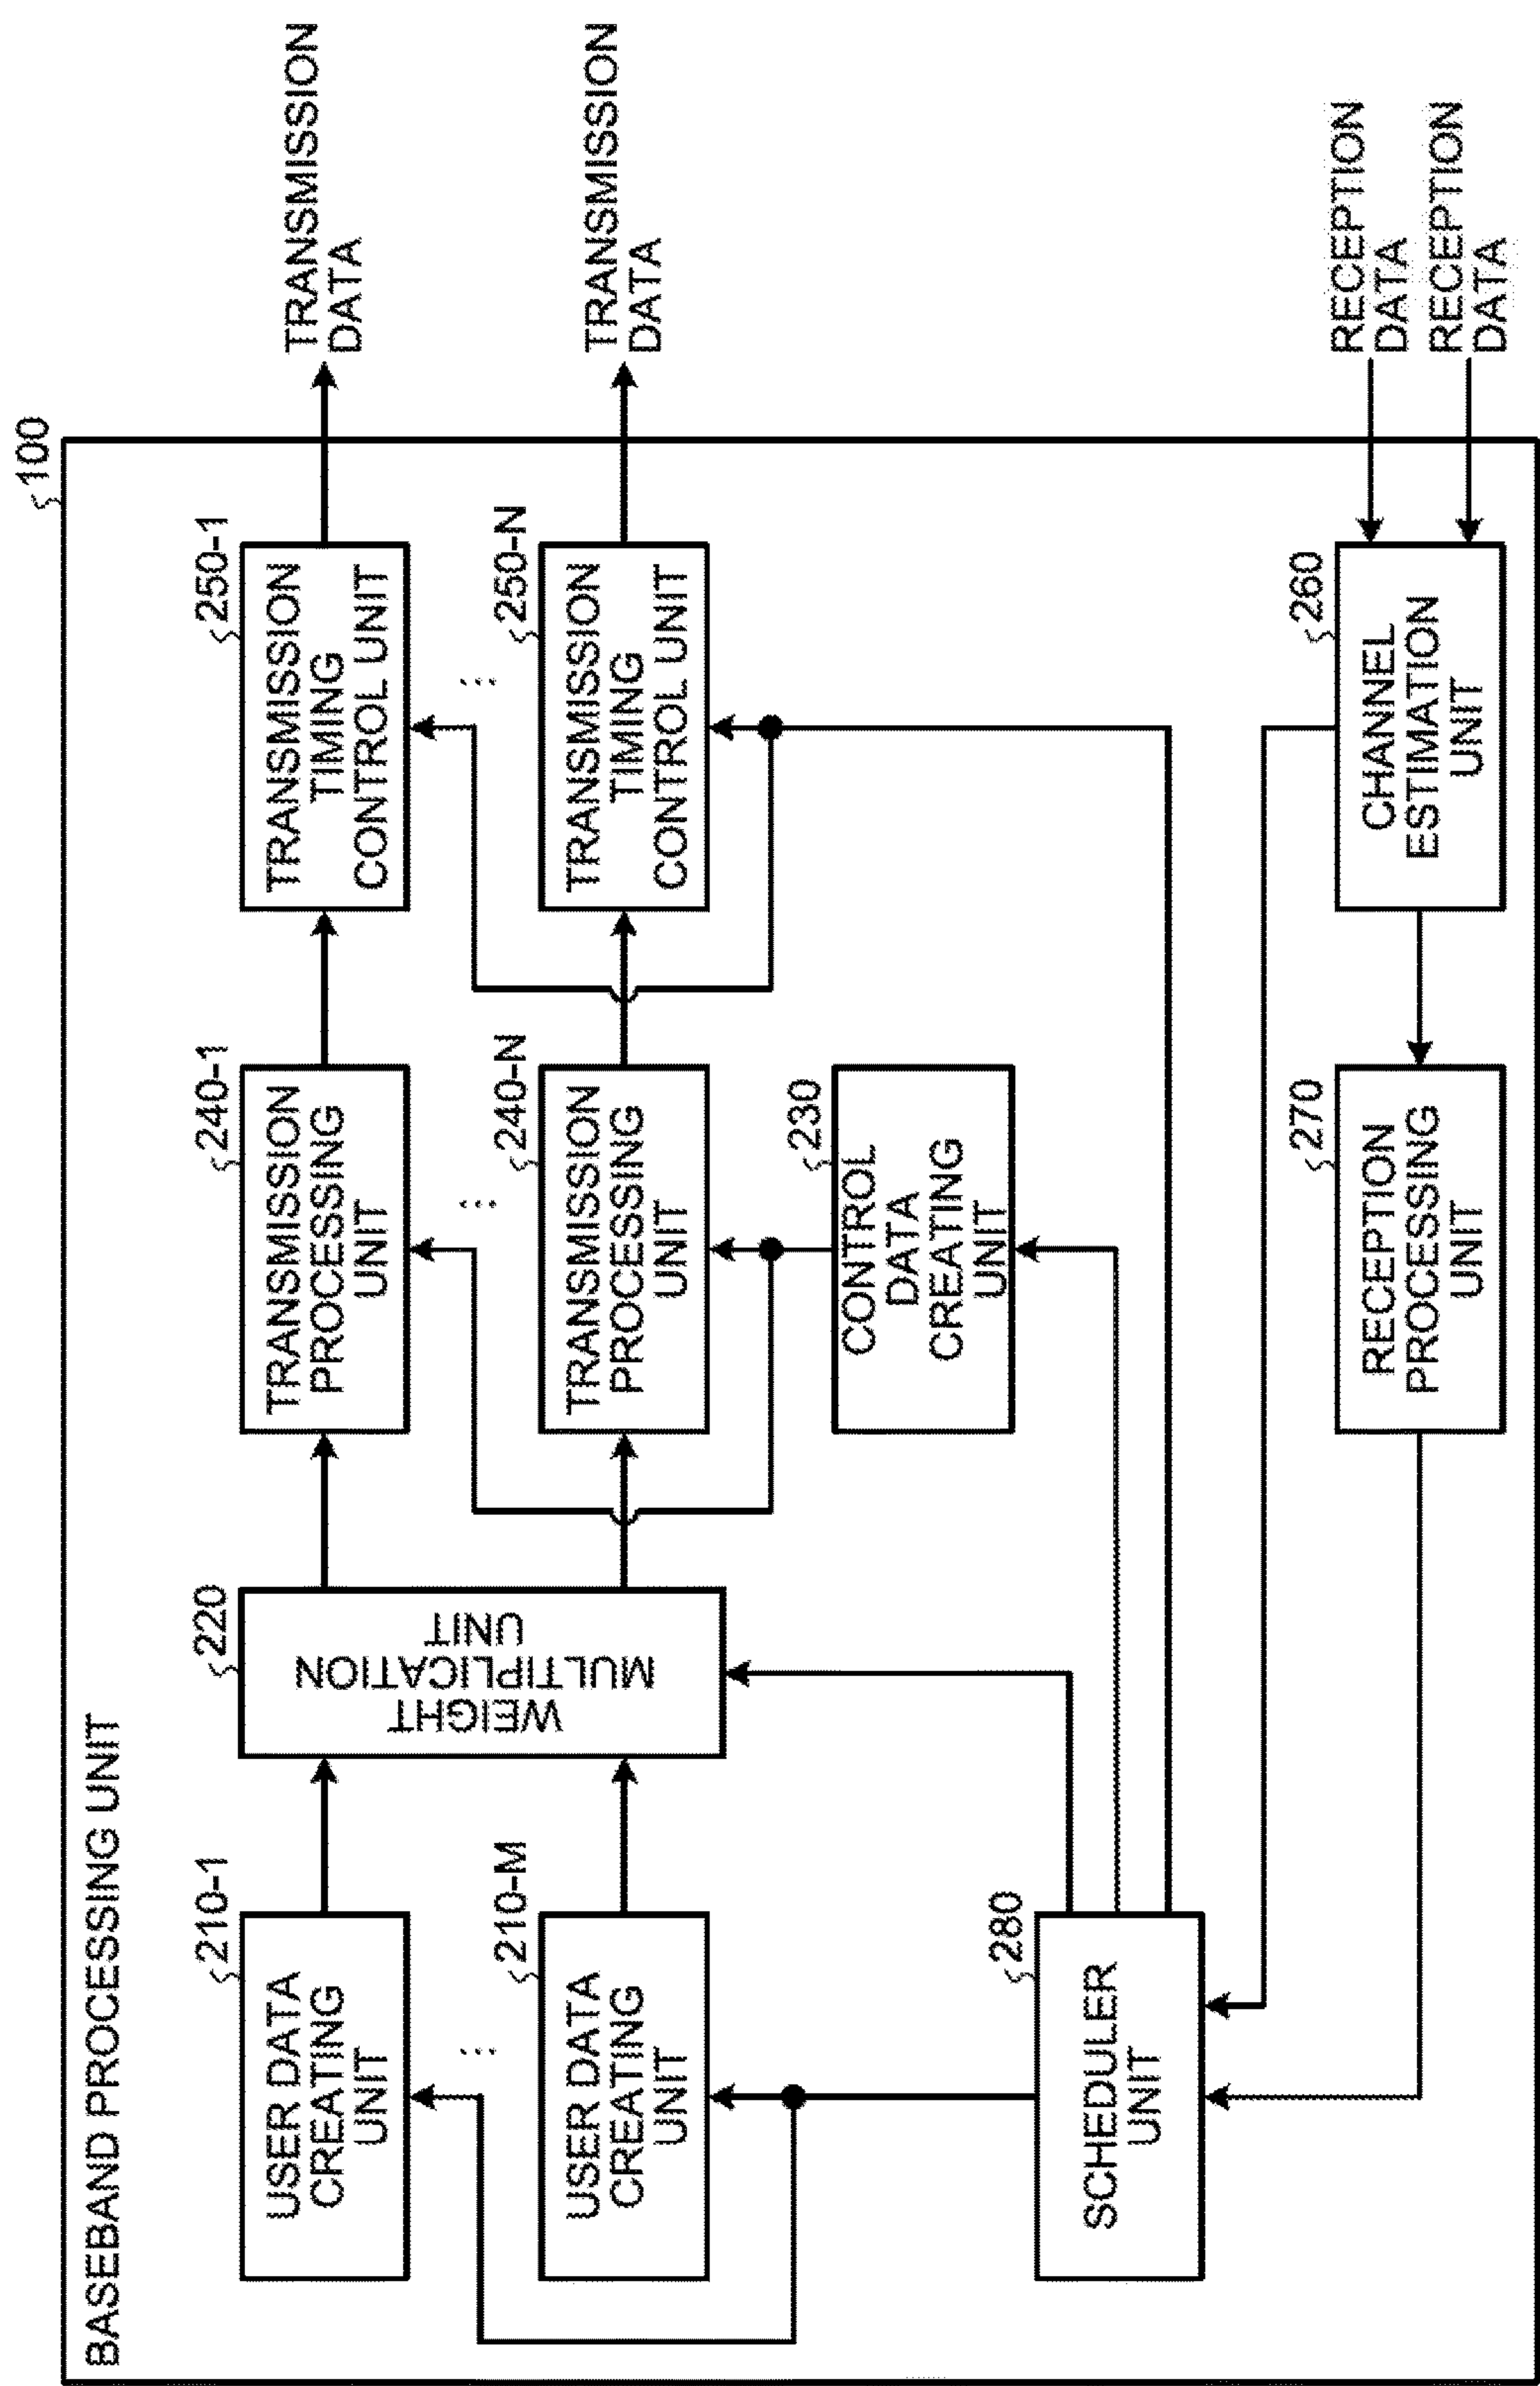 BASEBAND PROCESSING UNIT
100
210-1
USER DATA
CREATING
UNIT
220
WEIGHT
MULTIPLICATION
UNIT
240-1
TRANSMISSION
PROCESSING
UNIT
250-1
TRANSMISSION
TIMING
CONTROL UNIT
TRANSMISSION
DATA
210-M
USER DATA
CREATING
UNIT
240-N
TRANSMISSION
PROCESSING
UNIT
250-N
TRANSMISSION
TIMING
CONTROL UNIT
TRANSMISSION
DATA
230
CONTROL
DATA
CREATING
UNIT
280
SCHEDULER
UNIT
270
RECEPTION
PROCESSING
UNIT
260
CHANNEL
ESTIMATION
UNIT
RECEPTION
DATA
RECEPTION
DATA